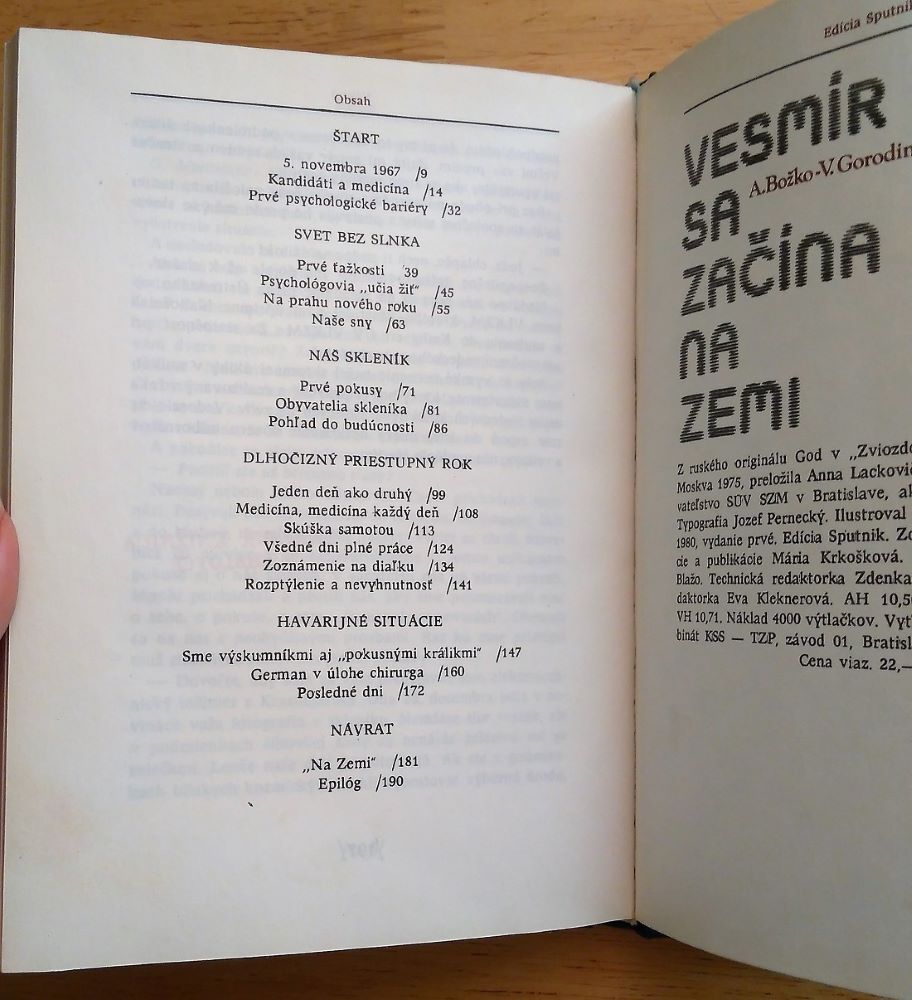 Obsah
ŠTART
5. novembra 1967 /9
Kandidáti a medicína /14
Prvé psychologické bariéry /32
SVET BEZ SLNKA
Prvé ťažkosti 39
Psychológovia „učia žiť“ /45
Na prahu nového roku /55
Naše sny /63
NÁŠ SKLENÍK
Prvé pokusy /71
Obyvatelia skleníka /81
Pohľad do budúcnosti /86
DLHOČIZNÝ PRIESTUPNÝ ROK
Jeden deň ako druhý /99
Medicína, medicína každý deň /108
Skúška samotou /113
Všedné dni plné práce /124
Zoznámenie na diaľku /134
Rozptýlenie a nevyhnutnosť /141
HAVARIJNÉ SITUÁCIE
Sme výskumníkmi aj „pokusnými králikmi“ /147
German v úlohe chirurga /160
Posledné dni /172
NÁVRAT
„Na Zemi“ /181
Epilóg /190
Edícia Sputnik
VESMÍR
A. Božko-V. Gorodin
SA
ZAČÍNA
NA
ZEMI
Z ruského originálu God v „Zviozdo
Moskva 1975, preložila Anna Lackovič
vateľstvo SÚV SZM v Bratislave, ak
Typografia Jozef Pernecký. Ilustroval
1980, vydanie prvé. Edícia Sputnik. Zo
cie a publikácie Mária Krkošková.
Blažo. Technická redaktorka Zdenka
daktorka Eva Kleknerová. AH 10,5
VH 10,71. Náklad 4000 výtlačkov. Vyt
binát KSS — TZP, závod 01, Bratisl
Cena viaz. 22,—